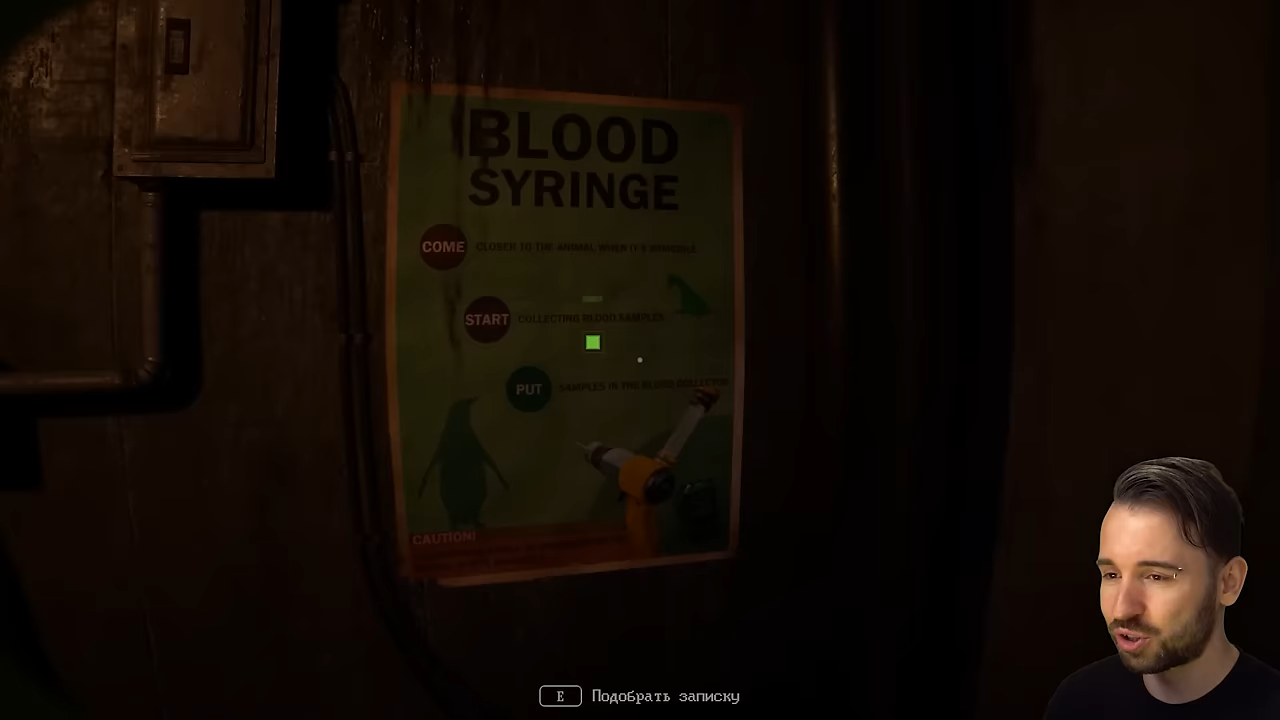 BLOOD
SYRINGE
COME CLOSER TO THE ANIMAL WHEN IT'S IMMOBILE
START COLLECTING BLOOD SAMPLES
PUT SAMPLES IN THE BLOOD COLLECTOR
CAUTION!
E Подобрать записку